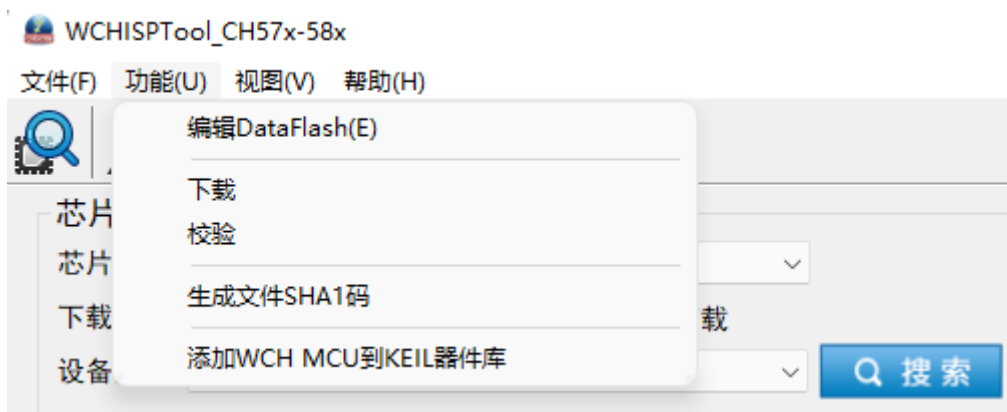 WCHISPTool_CH57x-58x
文件(F) 功能(U) 视图(V) 帮助(H)
编辑DataFlash(E)
下载
校验
生成文件SHA1码
添加WCH MCU到KEIL器件库
芯片
芯片
下载
载
设备
搜索